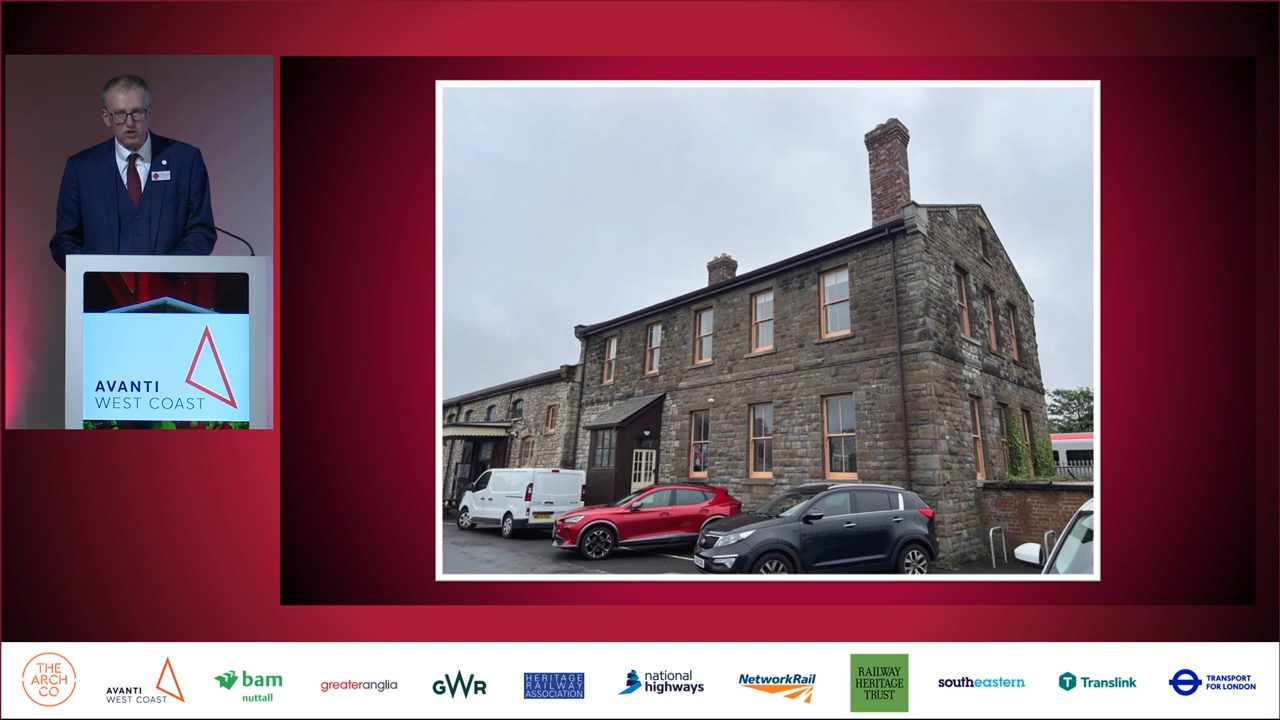 AVANTI
WEST COAST
THE
ARCH
CO
AVANTI
WEST COAST
bam
nuttall
greateranglia
GWR
HERITAGE
RAILWAY
ASSOCIATION
national
highways
NetworkRail
RAILWAY
HERITAGE
TRUST
southeastern
Translink
TRANSPORT
FOR LONDON